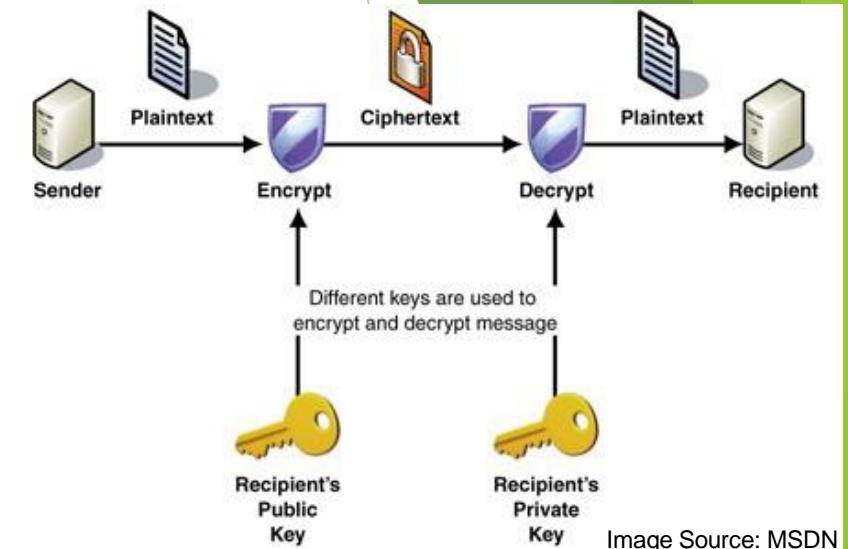 Plaintext
Ciphertext
Plaintext
Sender
Encrypt
Decrypt
Recipient
Different keys are used to
encrypt and decrypt message
Recipient's
Public
Key
Recipient's
Private
Key
Image Source: MSDN